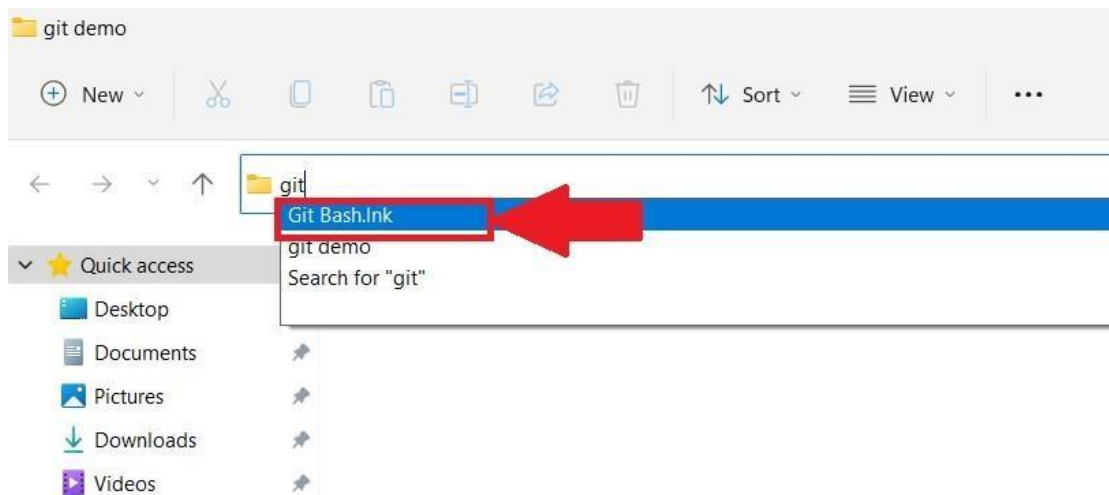 git demo
New Sort View
git
Git Bash.lnk
git demo
Search for "git"
Quick access
Desktop
Documents
Pictures
Downloads
Videos